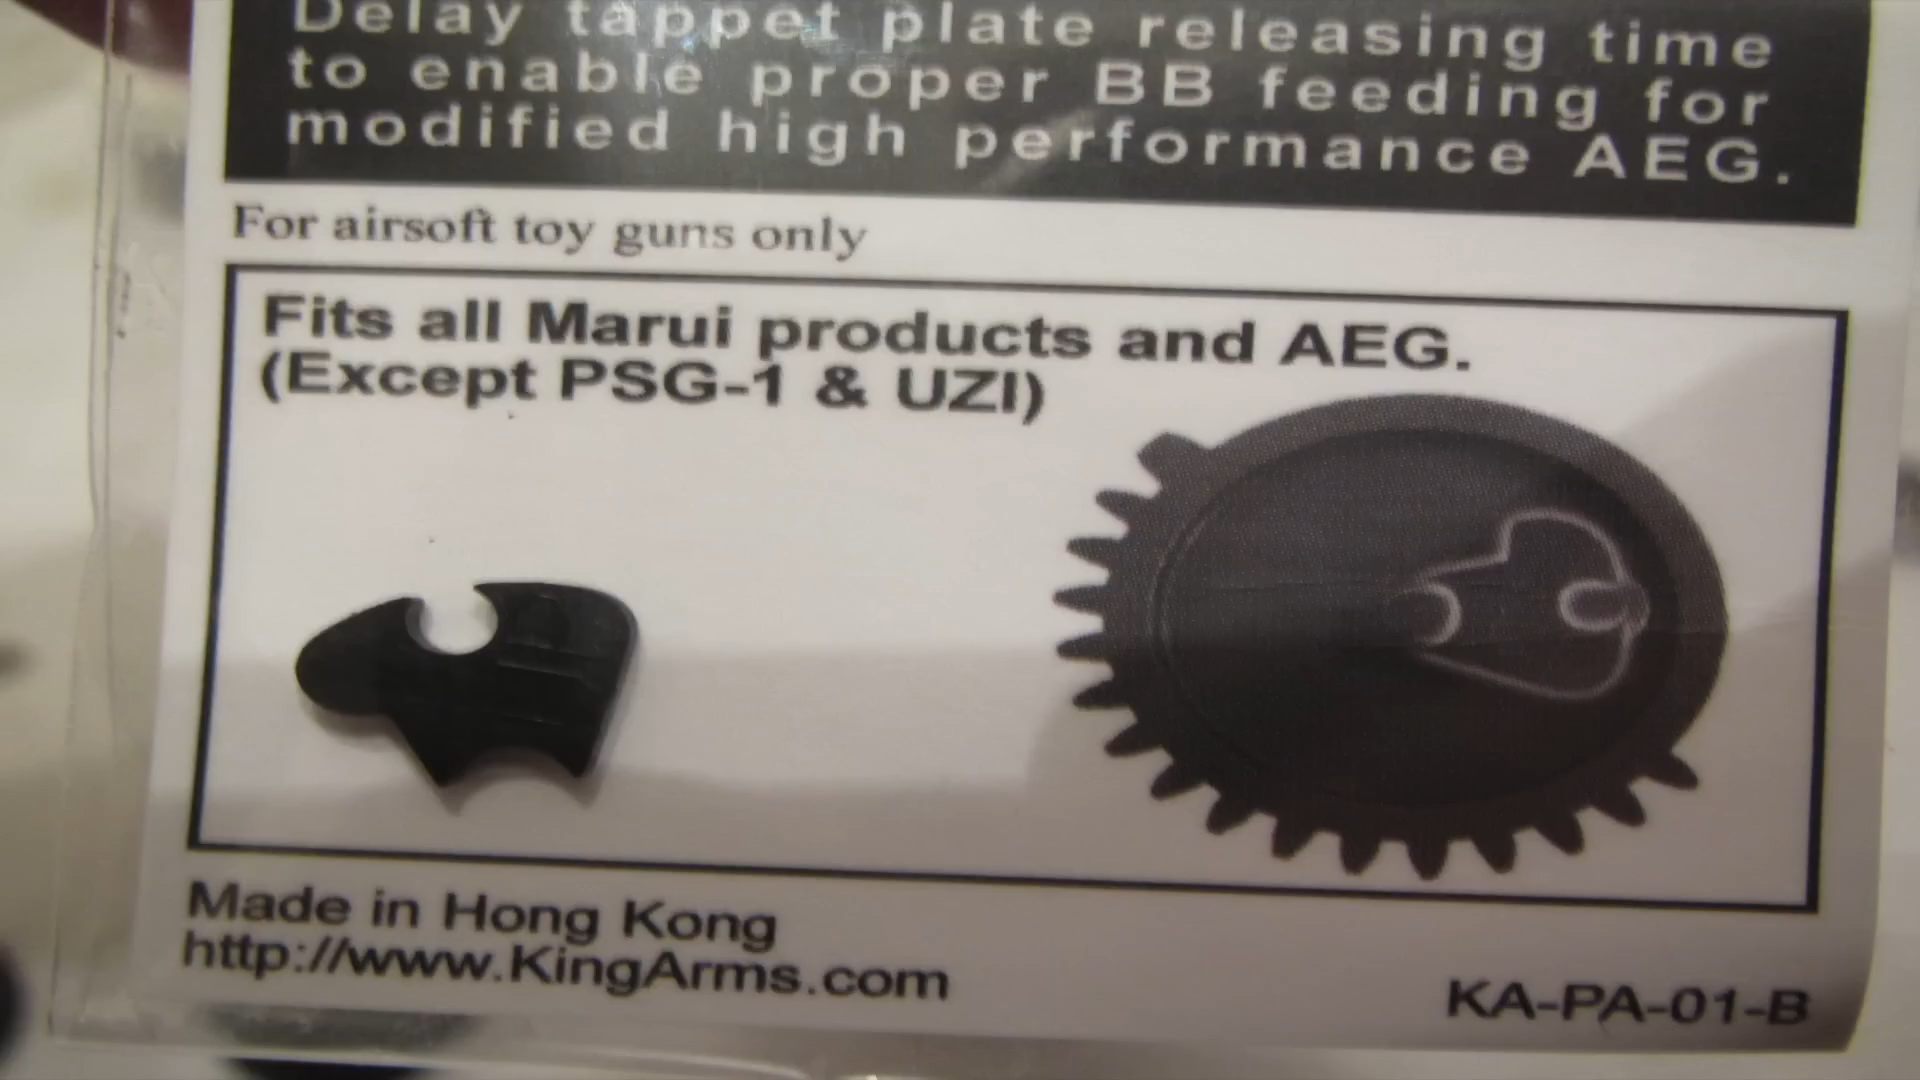 Delay tappet plate releasing time
to enable proper BB feeding for
modified high performance AEG.
For airsoft toy guns only
Fits all Marui products and AEG.
(Except PSG-1 & UZI)
Made in Hong Kong
http://www.KingArms.com
KA-PA-01-B